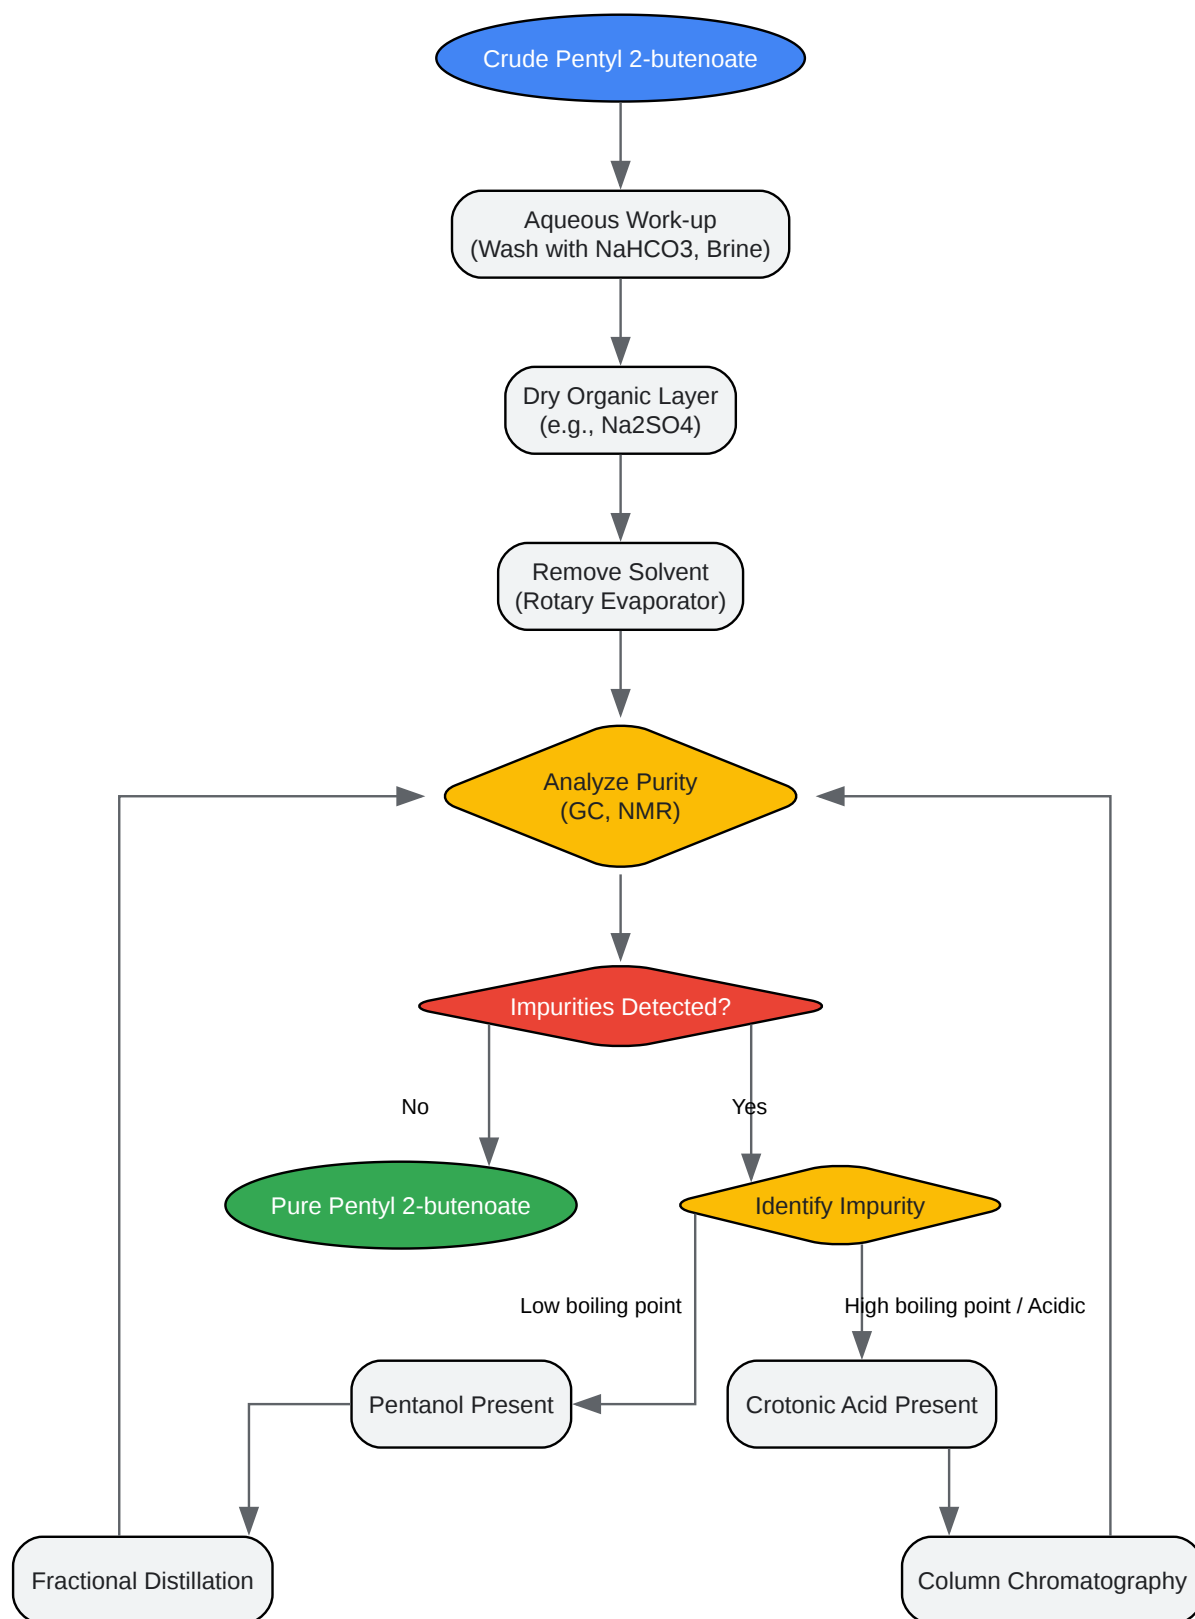 Crude Pentyl 2-butenoate
Aqueous Work-up
(Wash with NaHCO3, Brine)
Dry Organic Layer
(e.g., Na2SO4)
Remove Solvent
(Rotary Evaporator)
Analyze Purity
(GC, NMR)
Impurities Detected?
No
Yes
Pure Pentyl 2-butenoate
Identify Impurity
Low boiling point
High boiling point / Acidic
Pentanol Present
Crotonic Acid Present
Fractional Distillation
Column Chromatography